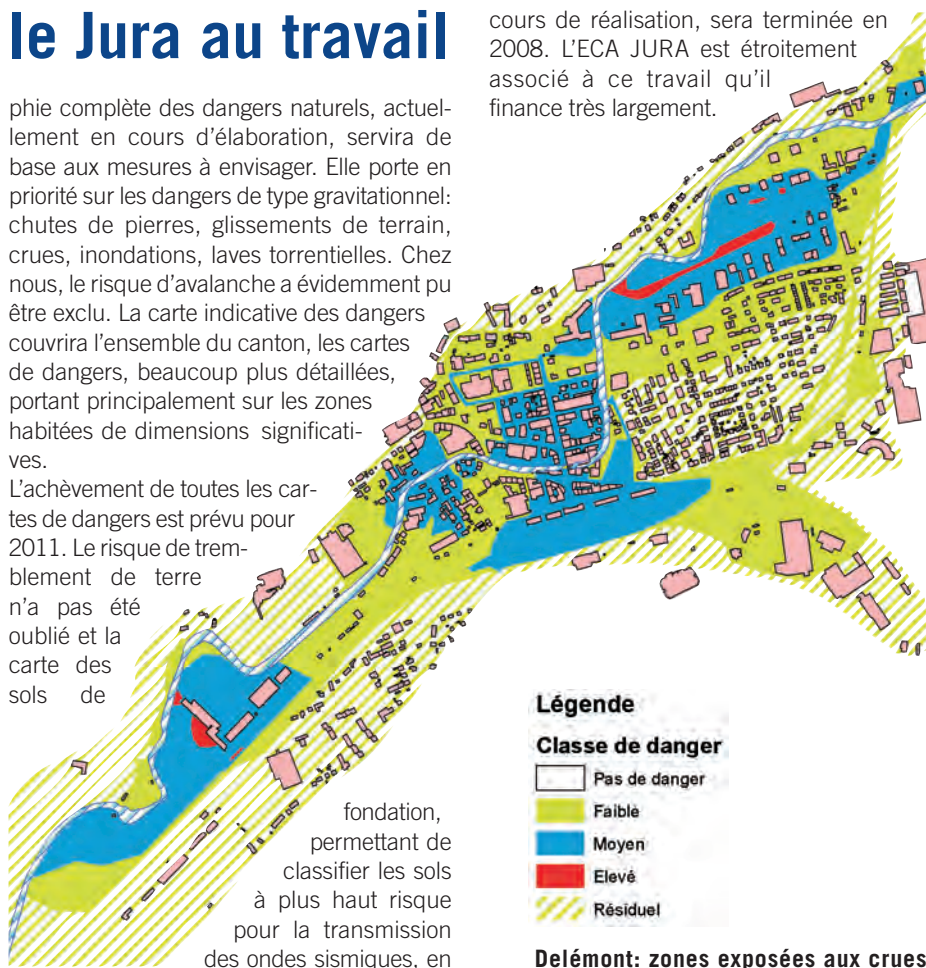 le Jura au travail
phie complète des dangers naturels, actuel-
lement en cours d'élaboration, servira de
base aux mesures à envisager. Elle porte en
priorité sur les dangers de type gravitationnel:
chutes de pierres, glissements de terrain,
crues, inondations, laves torrentielles. Chez
nous, le risque d'avalanche a évidemment pu
être exclu. La carte indicative des dangers
couvrira l'ensemble du canton, les cartes
de dangers, beaucoup plus détaillées,
portant principalement sur les zones
habitées de dimensions significati-
ves.
L'achèvement de toutes les car-
tes de dangers est prévu pour
2011. Le risque de trem-
blement de terre
n'a pas été
oublié et la
carte des
sols de
fondation,
permettant de
classifier les sols
à plus haut risque
pour la transmission
des ondes sismiques, en
cours de réalisation, sera terminée en
2008. L'ECA JURA est étroitement
associé à ce travail qu'il
finance très largement.
Légende
Classe de danger
Pas de danger
Faible
Moyen
Elevé
Résiduel
Delémont: zones exposées aux crues